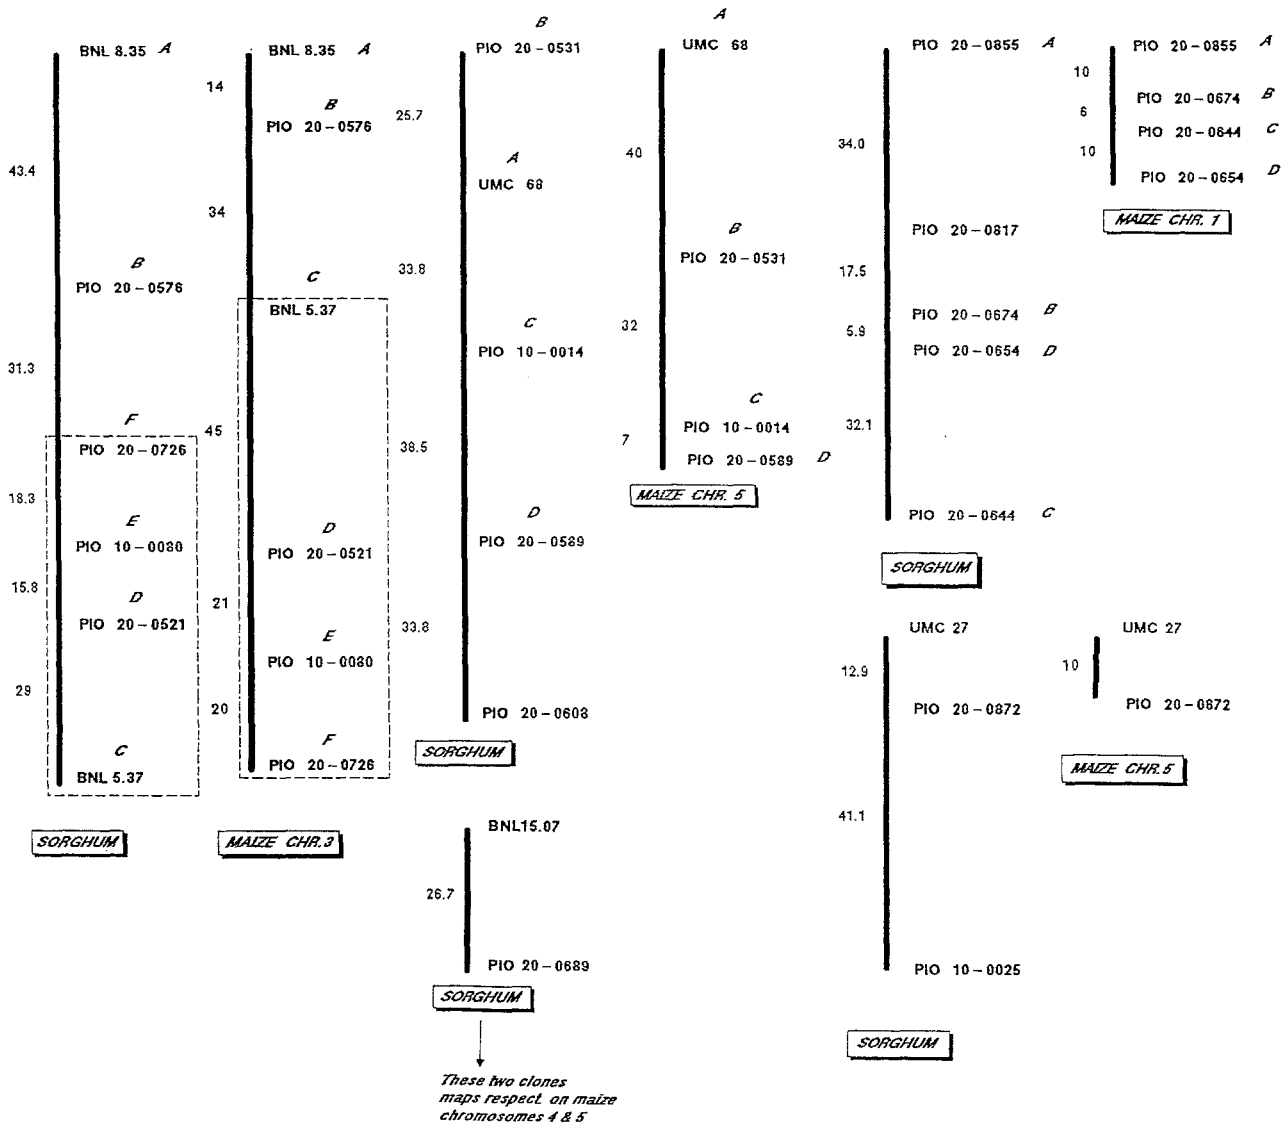 BNL 8.35 A
43.4
B
PIO 20-0576
31.3
F
PIO 20-0726
18.3
E
PIO 10-0080
15.8
D
PIO 20-0521
29
C
BNL 5.37
SORGHUM
BNL 8.35 A
14
B
PIO 20-0576
34
C
BNL 5.37
45
D
PIO 20-0521
21
E
PIO 10-0080
20
F
PIO 20-0726
MAIZE CHR.3
B
PIO 20-0531
25.7
A
UMC 68
33.8
C
PIO 10-0014
38.5
D
PIO 20-0589
33.8
PIO 20-0608
SORGHUM
BNL15.07
26.7
PIO 20-0689
SORGHUM
These two clones
maps respect. on maize
chromosomes 4 & 5
A
UMC 68
40
B
PIO 20-0531
32
C
PIO 10-0014
7
PIO 20-0589 D
MAIZE CHR. 5
PIO 20-0855 A
34.0
PIO 20-0817
17.5
PIO 20-0674 B
5.9
PIO 20-0654 D
32.1
PIO 20-0644 C
SORGHUM
PIO 20-0855 A
10
PIO 20-0674 B
6
PIO 20-0644 C
10
PIO 20-0654 D
MAIZE CHR. 1
UMC 27
12.9
PIO 20-0872
41.1
PIO 10-0025
SORGHUM
UMC 27
10
PIO 20-0872
MAIZE CHR.5